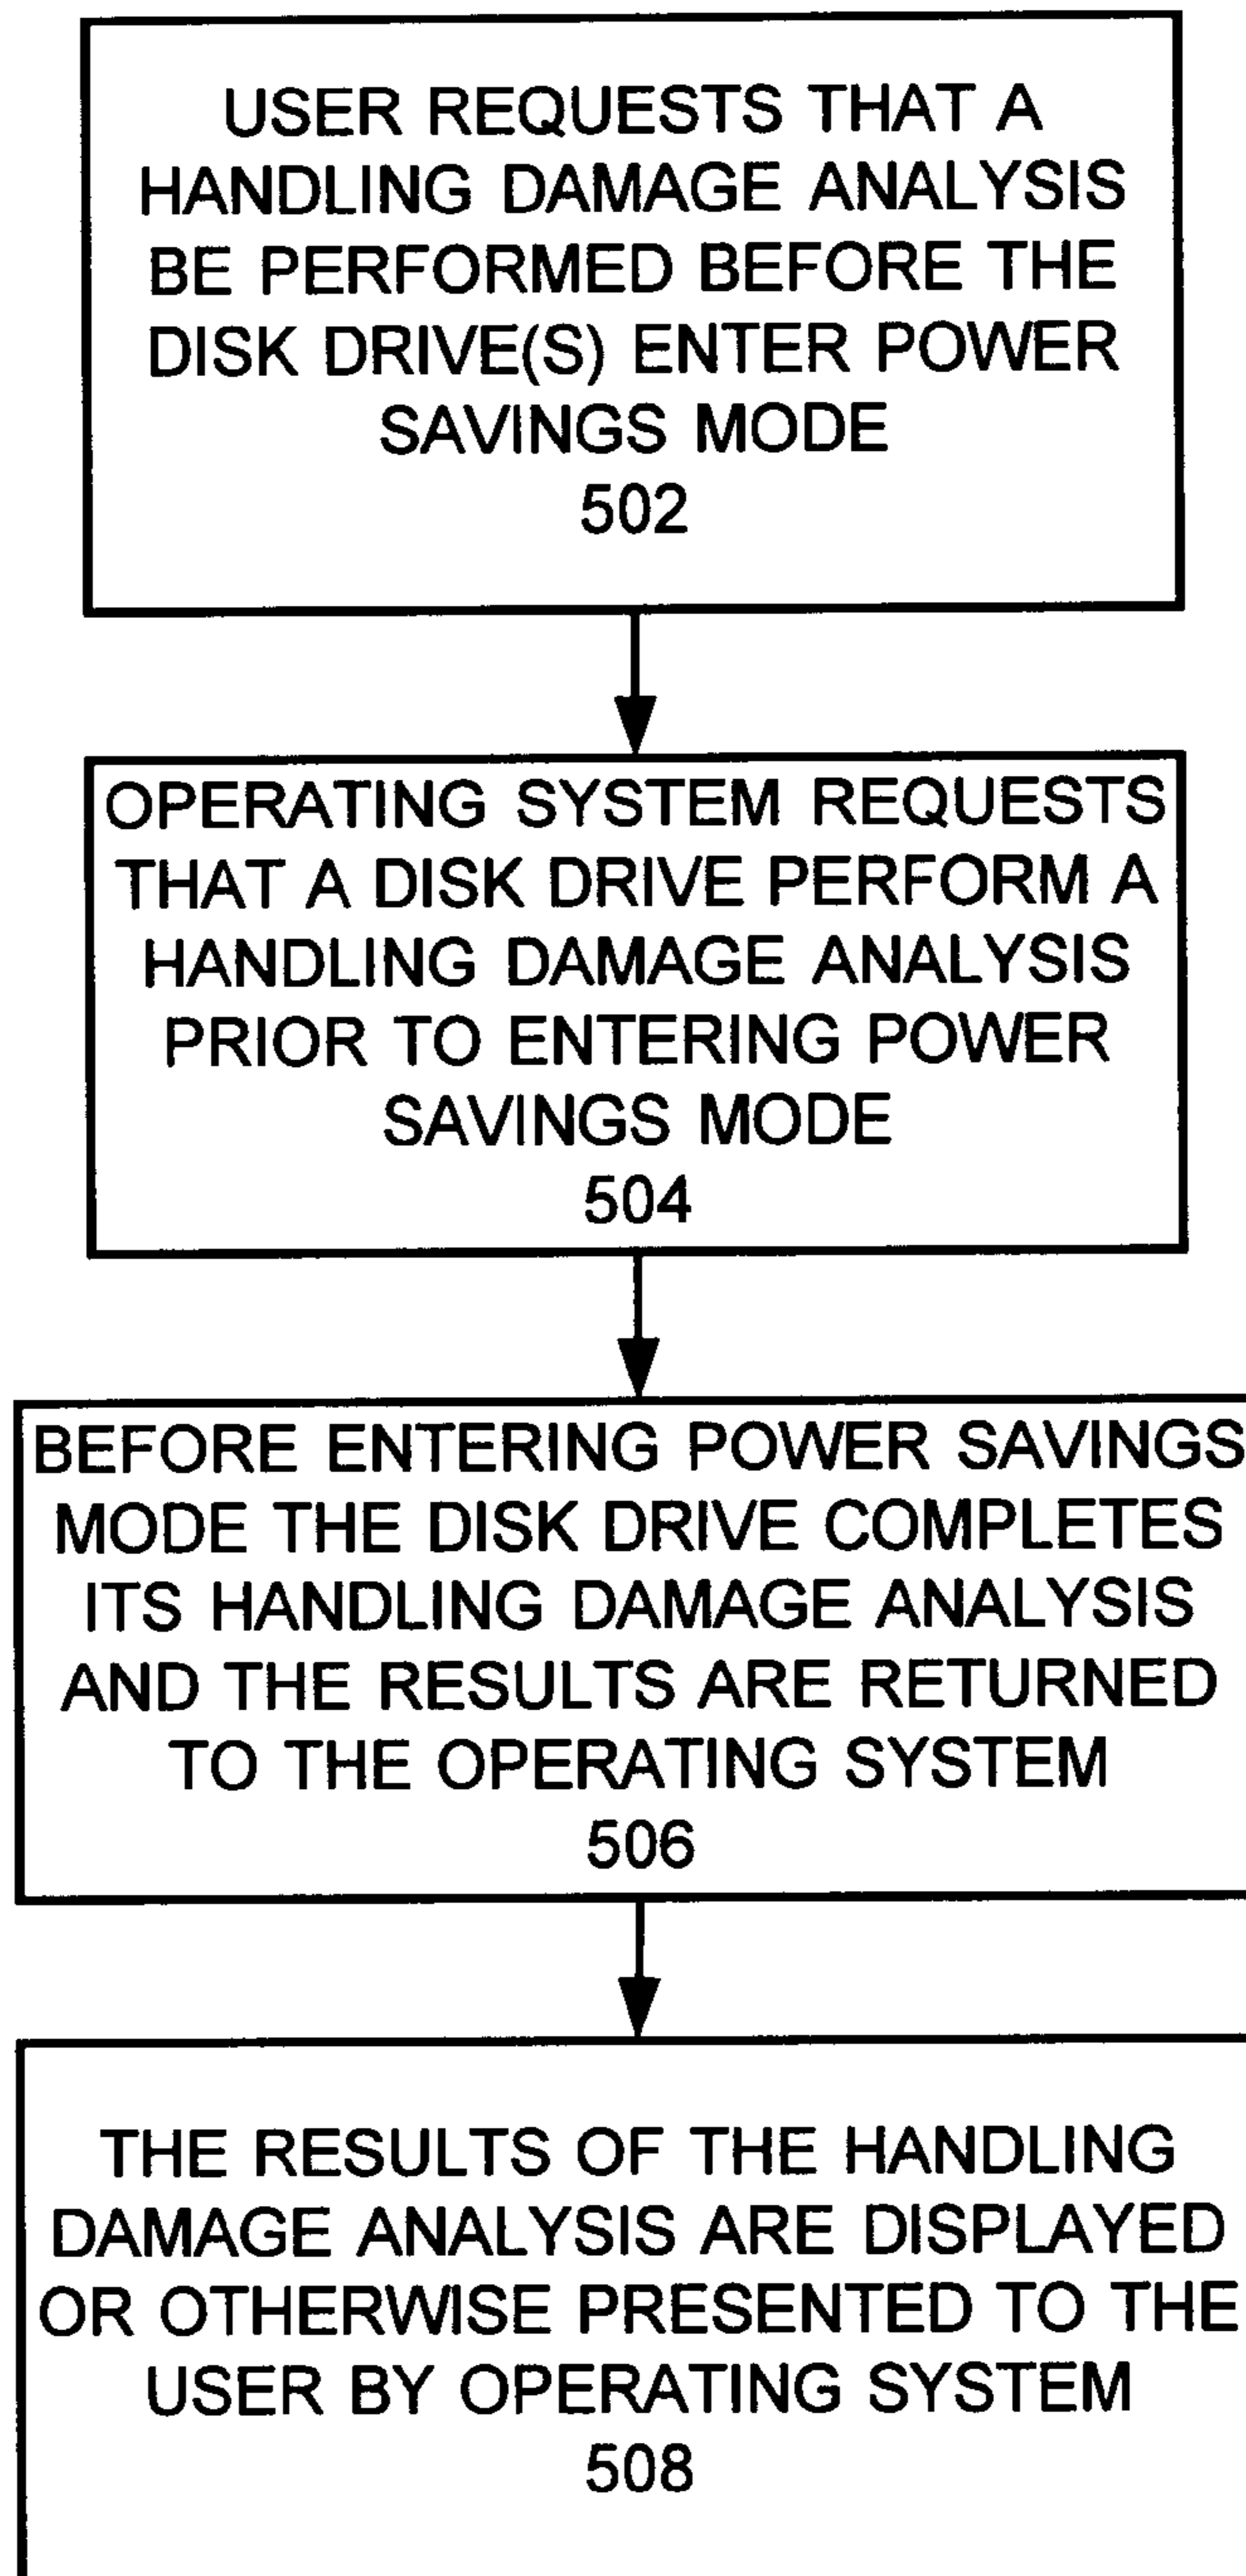 USER REQUESTS THAT A
HANDLING DAMAGE ANALYSIS
BE PERFORMED BEFORE THE
DISK DRIVE(S) ENTER POWER
SAVINGS MODE
502
OPERATING SYSTEM REQUESTS
THAT A DISK DRIVE PERFORM A
HANDLING DAMAGE ANALYSIS
PRIOR TO ENTERING POWER
SAVINGS MODE
504
BEFORE ENTERING POWER SAVINGS
MODE THE DISK DRIVE COMPLETES
ITS HANDLING DAMAGE ANALYSIS
AND THE RESULTS ARE RETURNED
TO THE OPERATING SYSTEM
506
THE RESULTS OF THE HANDLING
DAMAGE ANALYSIS ARE DISPLAYED
OR OTHERWISE PRESENTED TO THE
USER BY OPERATING SYSTEM
508